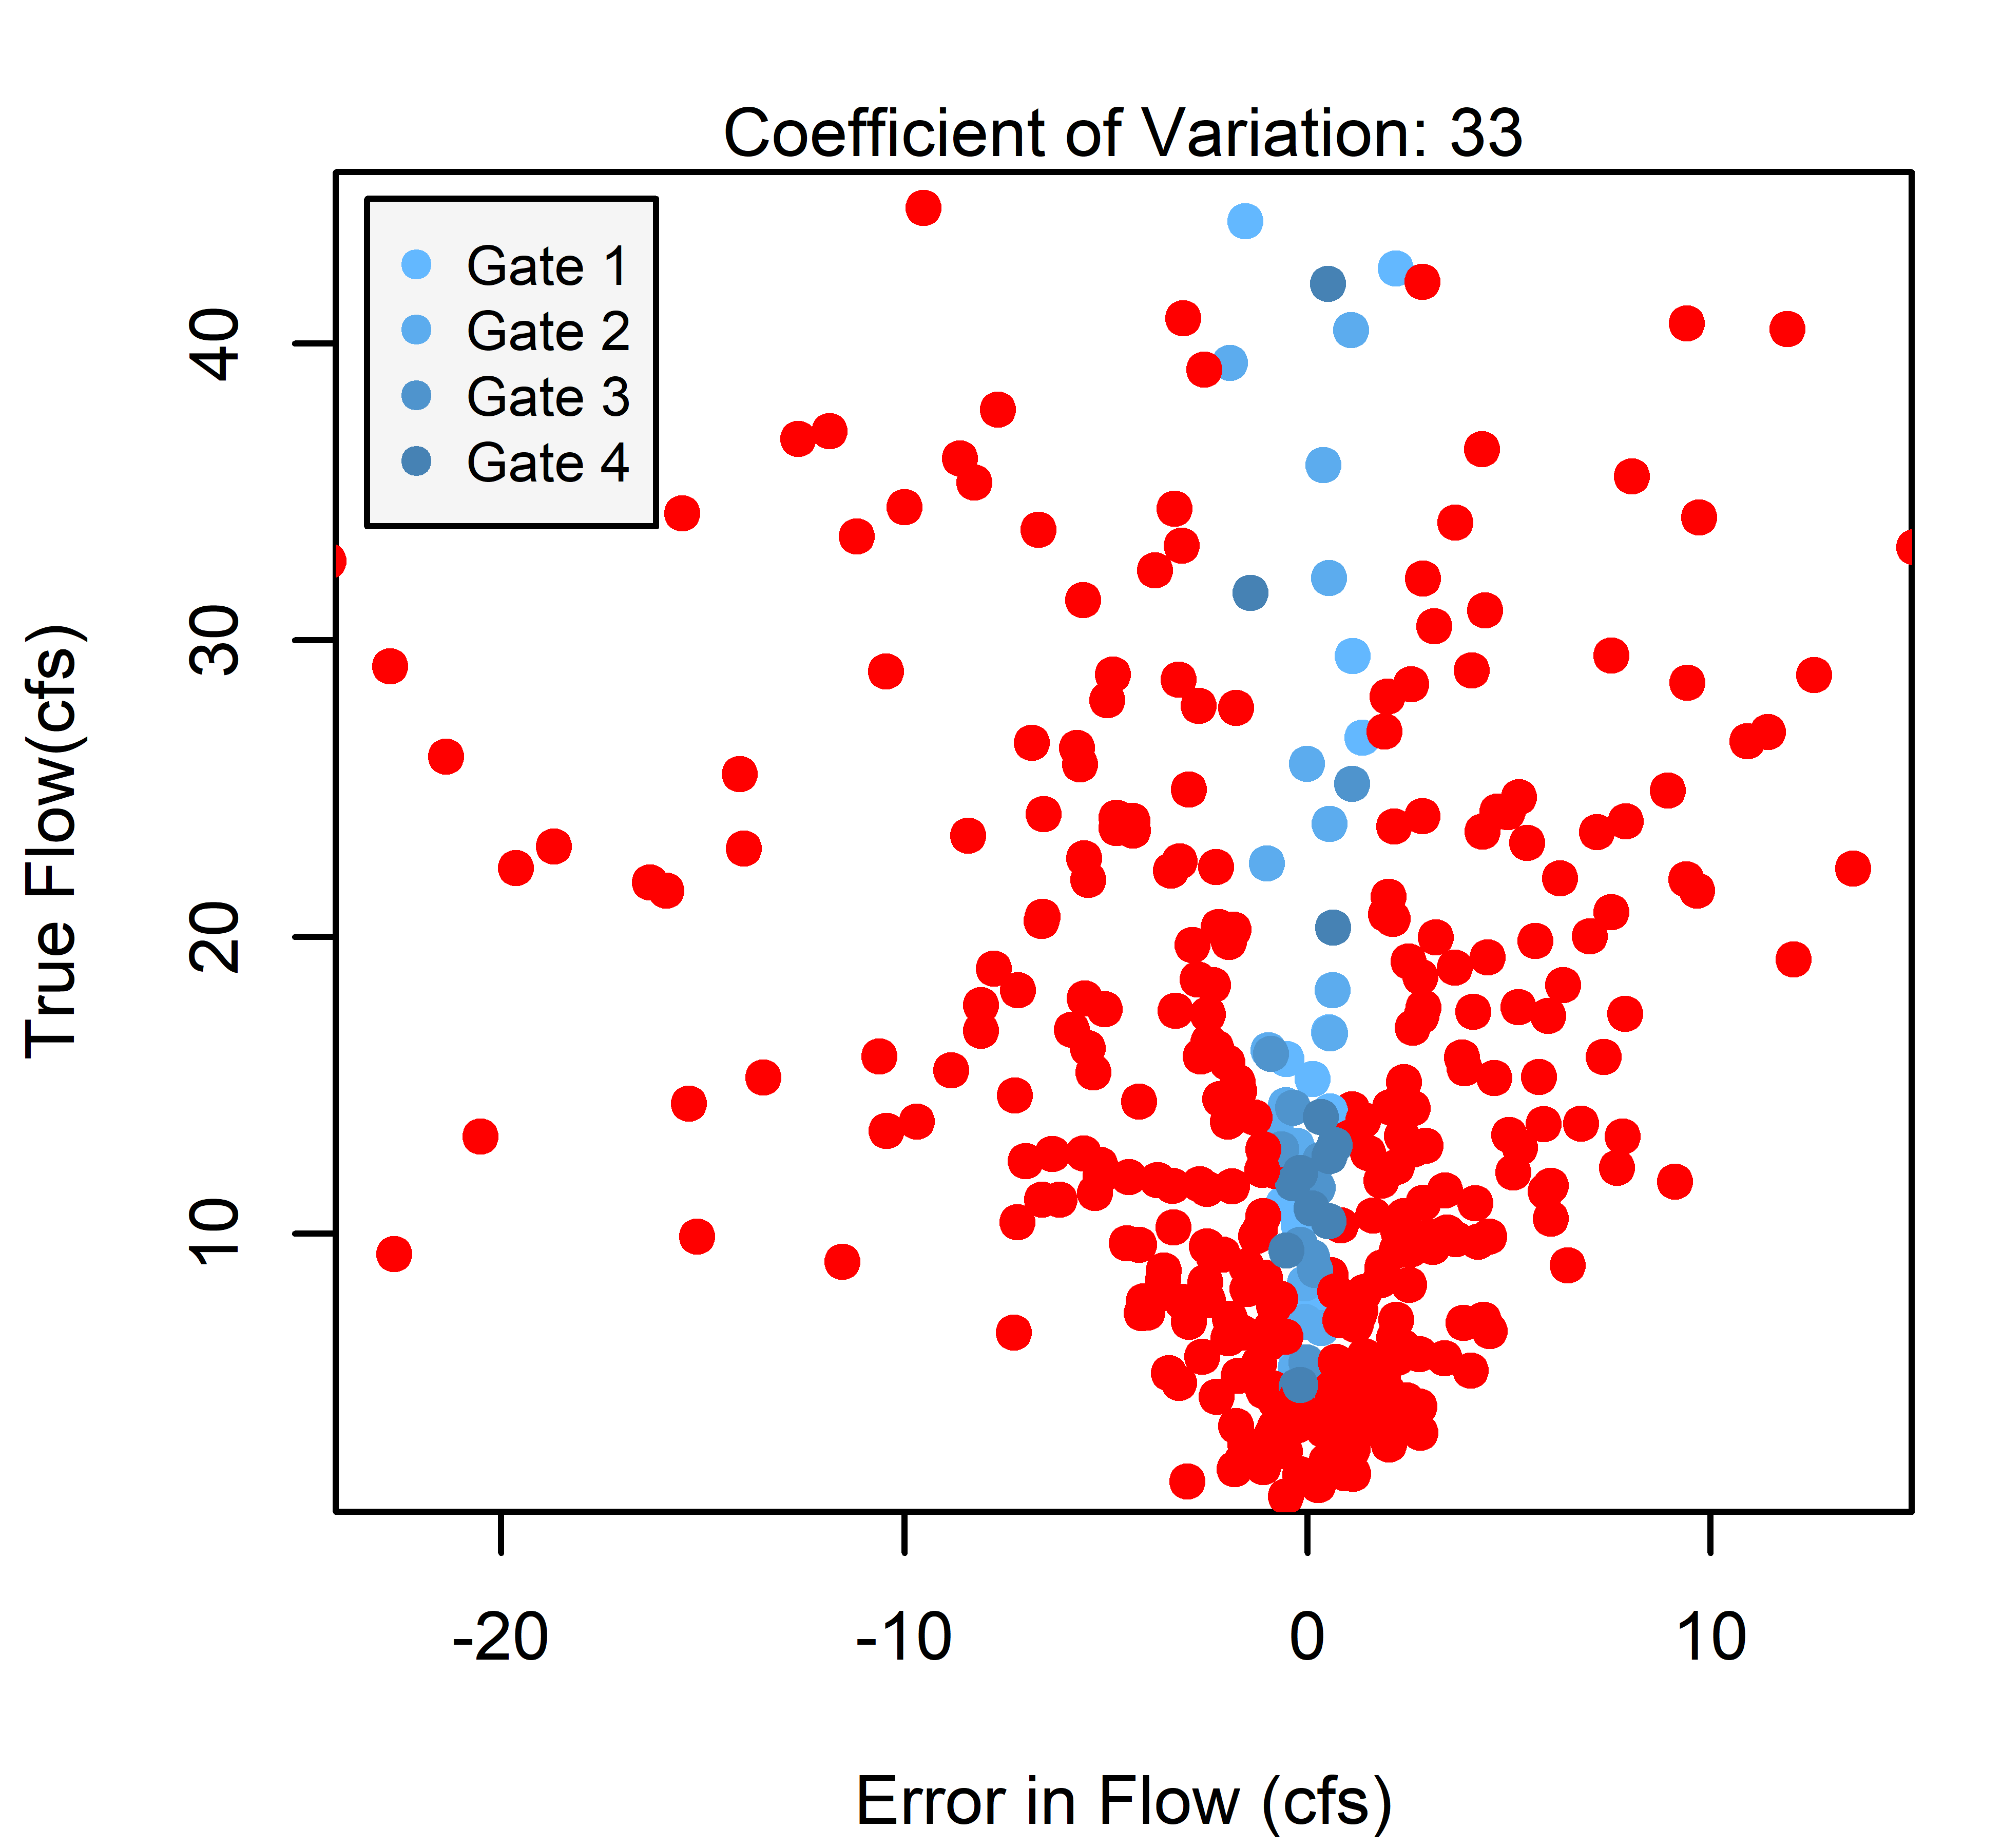 Coefficient of Variation: 33
Gate 1
Gate 2
Gate 3
Gate 4
True Flow(cfs)
40
30
20
10
-20 -10 0 10
Error in Flow (cfs)